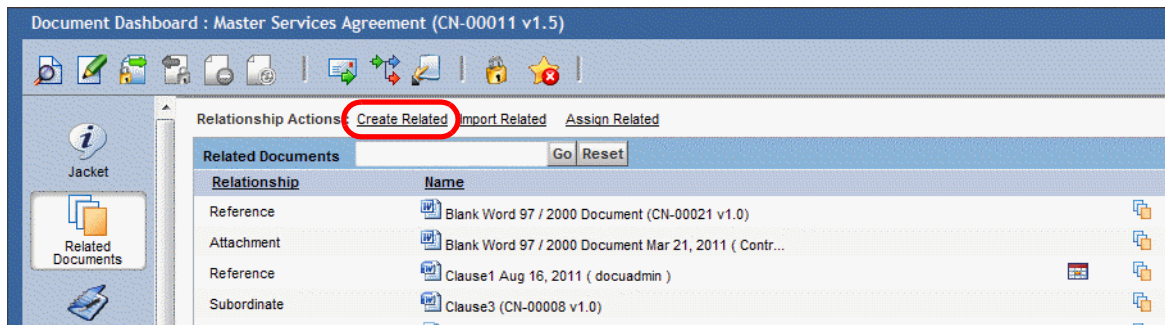 Document Dashboard : Master Services Agreement (CN-00011 v1.5)
Relationship Actions: Create Related Import Related Assign Related
Jacket
Related Documents Go Reset
Relationship Name
Reference Blank Word 97 / 2000 Document (CN-00021 v1.0)
Related
Documents
Attachment Blank Word 97 / 2000 Document Mar 21, 2011 ( Contr...
Reference Clause1 Aug 16, 2011 ( docuadmin )
Subordinate Clause3 (CN-00008 v1.0)